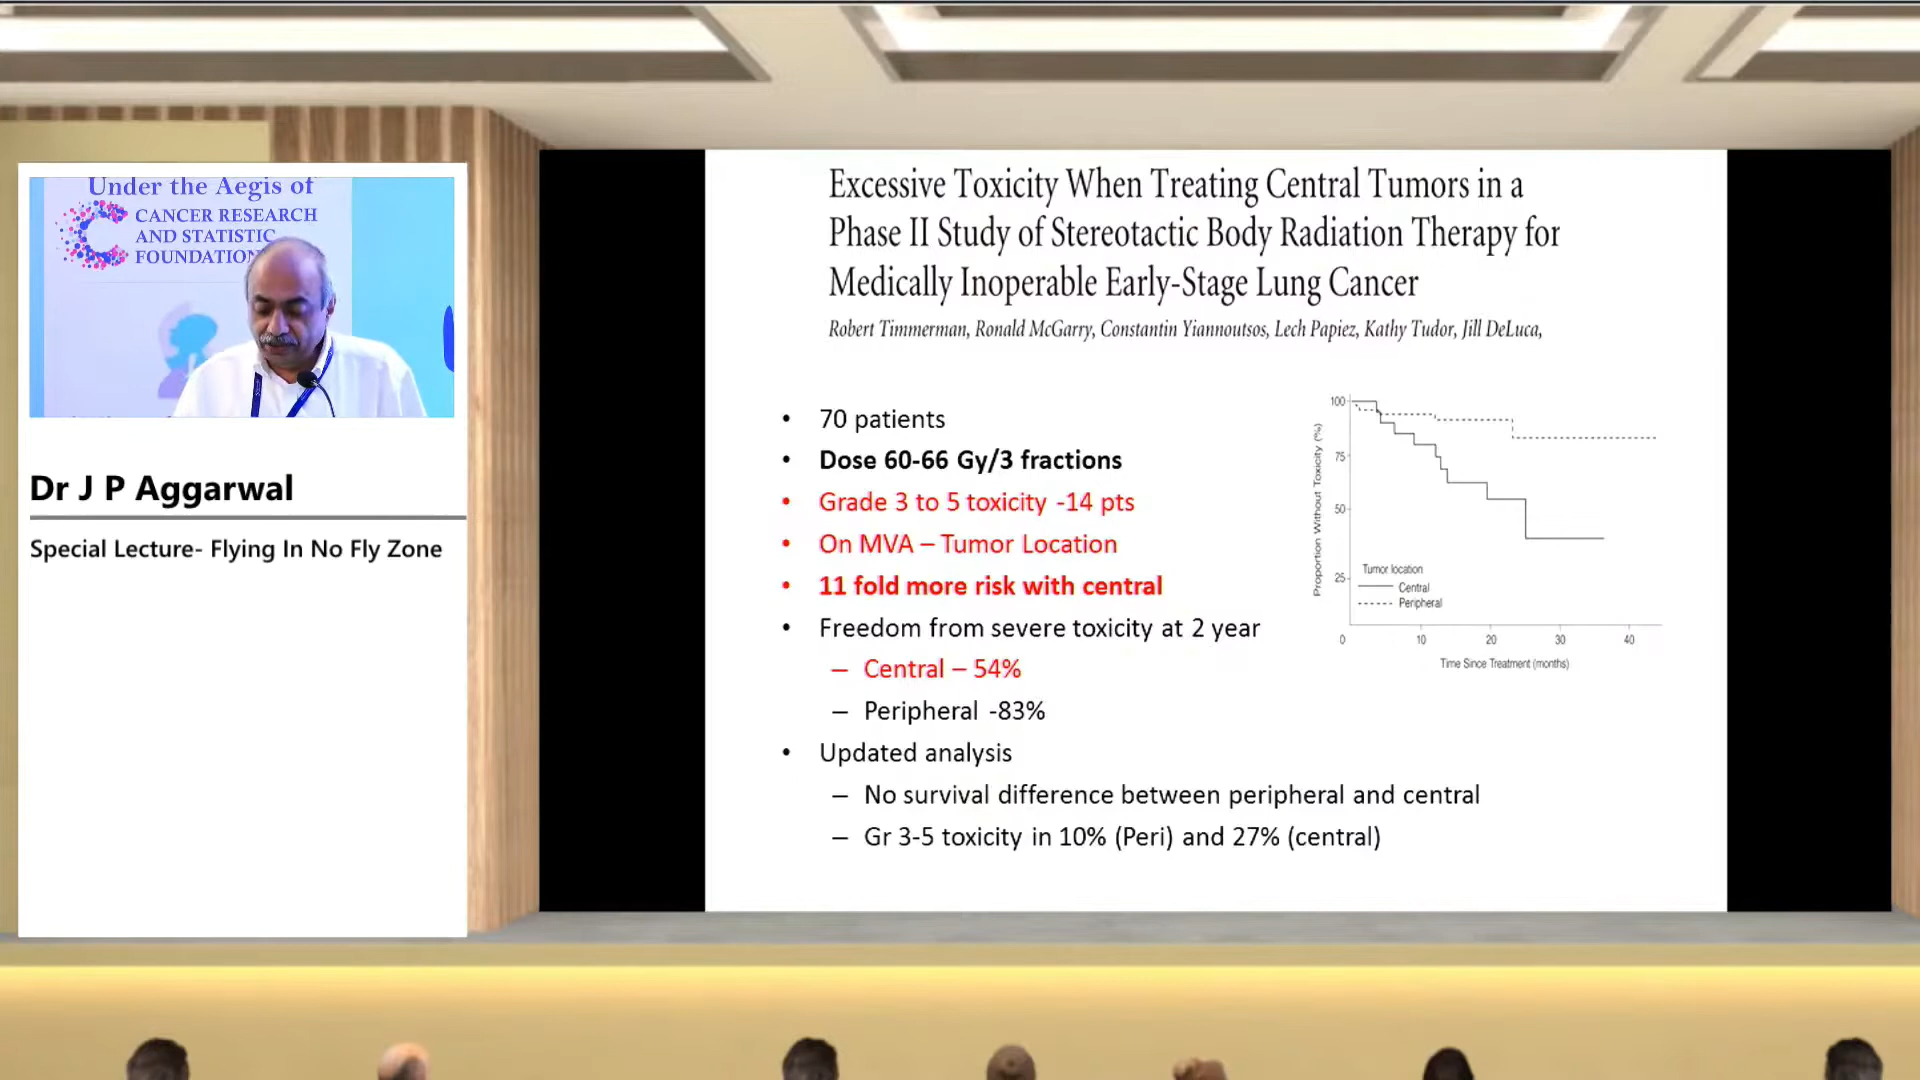 Under the Aegis of
CANCER RESEARCH
AND STATISTIC
FOUNDATION
Dr J P Aggarwal
Special Lecture- Flying In No Fly Zone
Excessive Toxicity When Treating Central Tumors in a
Phase II Study of Stereotactic Body Radiation Therapy for
Medically Inoperable Early-Stage Lung Cancer
Robert Timmerman, Ronald McGarry, Constantin Yiannoutsos, Lech Papiez, Kathy Tudor, Jill DeLuca,
• 70 patients
• Dose 60-66 Gy/3 fractions
• Grade 3 to 5 toxicity -14 pts
• On MVA – Tumor Location
• 11 fold more risk with central
• Freedom from severe toxicity at 2 year
– Central – 54%
– Peripheral -83%
• Updated analysis
– No survival difference between peripheral and central
– Gr 3-5 toxicity in 10% (Peri) and 27% (central)
Proportion Without Toxicity (%)
100
75
50
25
Tumor location
Central
Peripheral
0 10 20 30 40
Time Since Treatment (months)